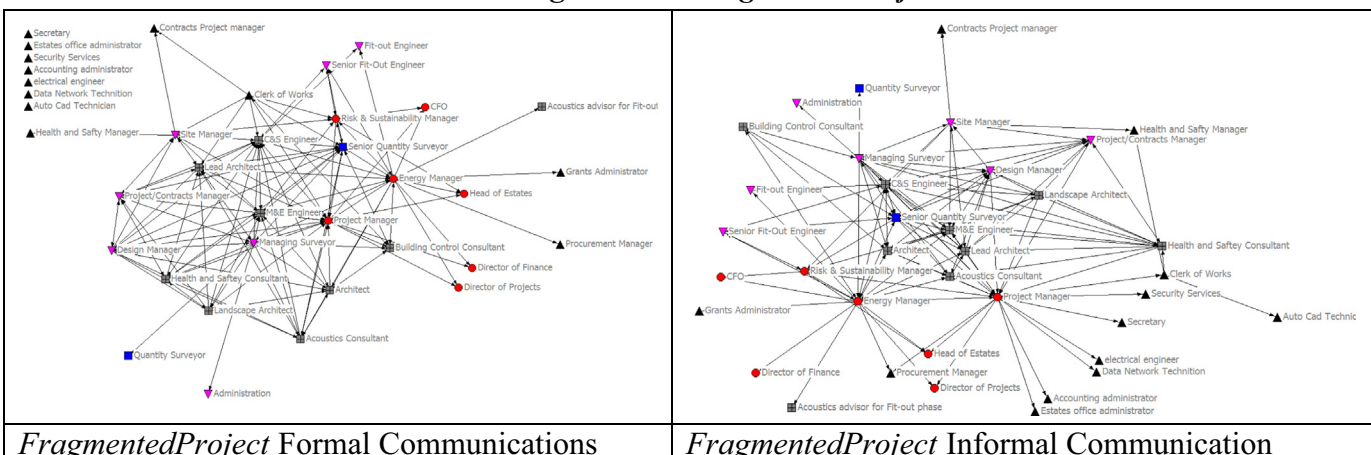 Contracts Project manager
Secretary
Estates office administrator
Security Services
Accounting administrator
electrical engineer
Data Network Technition
Auto Cad Technician
Fit-out Engineer
Senior Fit-Out Engineer
Clerk of Works
CFO
Acoustics advisor for Fit-out
Risk & Sustainability Manager
Health and Safty Manager
Site Manager
C&S Engineer
Senior Quantity Surveyor
Lead Architect
Energy Manager
Grants Administrator
Head of Estates
Project/Contracts Manager
M&E Engineer
Project Manager
Design Manager
Managing Surveyor
Building Control Consultant
Procurement Manager
Director of Finance
Health and Saftey Consultant
Director of Projects
Architect
Landscape Architect
Acoustics Consultant
Quantity Surveyor
Administration
FragmentedProject Formal Communications
Contracts Project manager
Quantity Surveyor
Administration
Site Manager
Building Control Consultant
Health and Safty Manager
Project/Contracts Manager
Managing Surveyor
Design Manager
C&S Engineer
Fit-out Engineer
Landscape Architect
Senior Quantity Surveyor
Senior Fit-Out Engineer
M&E Engineer
Architect
Lead Architect
Health and Saftey Consultant
CFO
Risk & Sustainability Manager
Acoustics Consultant
Clerk of Works
Energy Manager
Project Manager
Security Services
Grants Administrator
Secretary
Auto Cad Technic
Head of Estates
electrical engineer
Director of Finance
Procurement Manager
Data Network Technition
Director of Projects
Accounting administrator
Acoustics advisor for Fit-out phase
Estates office administrator
FragmentedProject Informal Communication